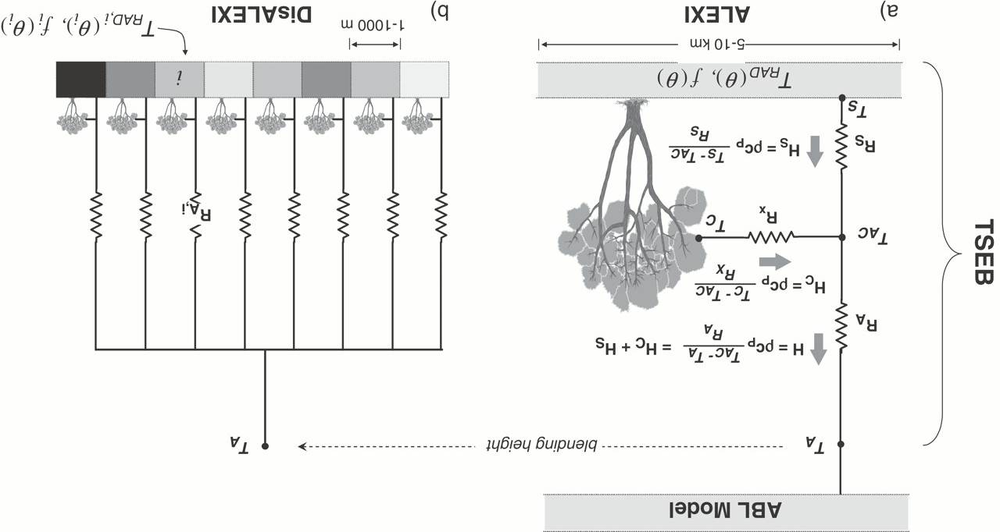 ABL Model
T_A
blending height
T_A
TSEB
R_A
H = ρc_P (T_AC - T_A) / R_A = H_C + H_S
H_C = ρc_P (T_C - T_AC) / R_X
T_AC
R_x
T_C
R_A,i
R_S
H_S = ρc_P (T_S - T_AC) / R_S
T_S
T_RAD (θ), f (θ)
i
5-10 km
1-1000 m
T_RAD,i (θ_i), f_i (θ_i)
a)
ALEXI
b)
DisALEXI